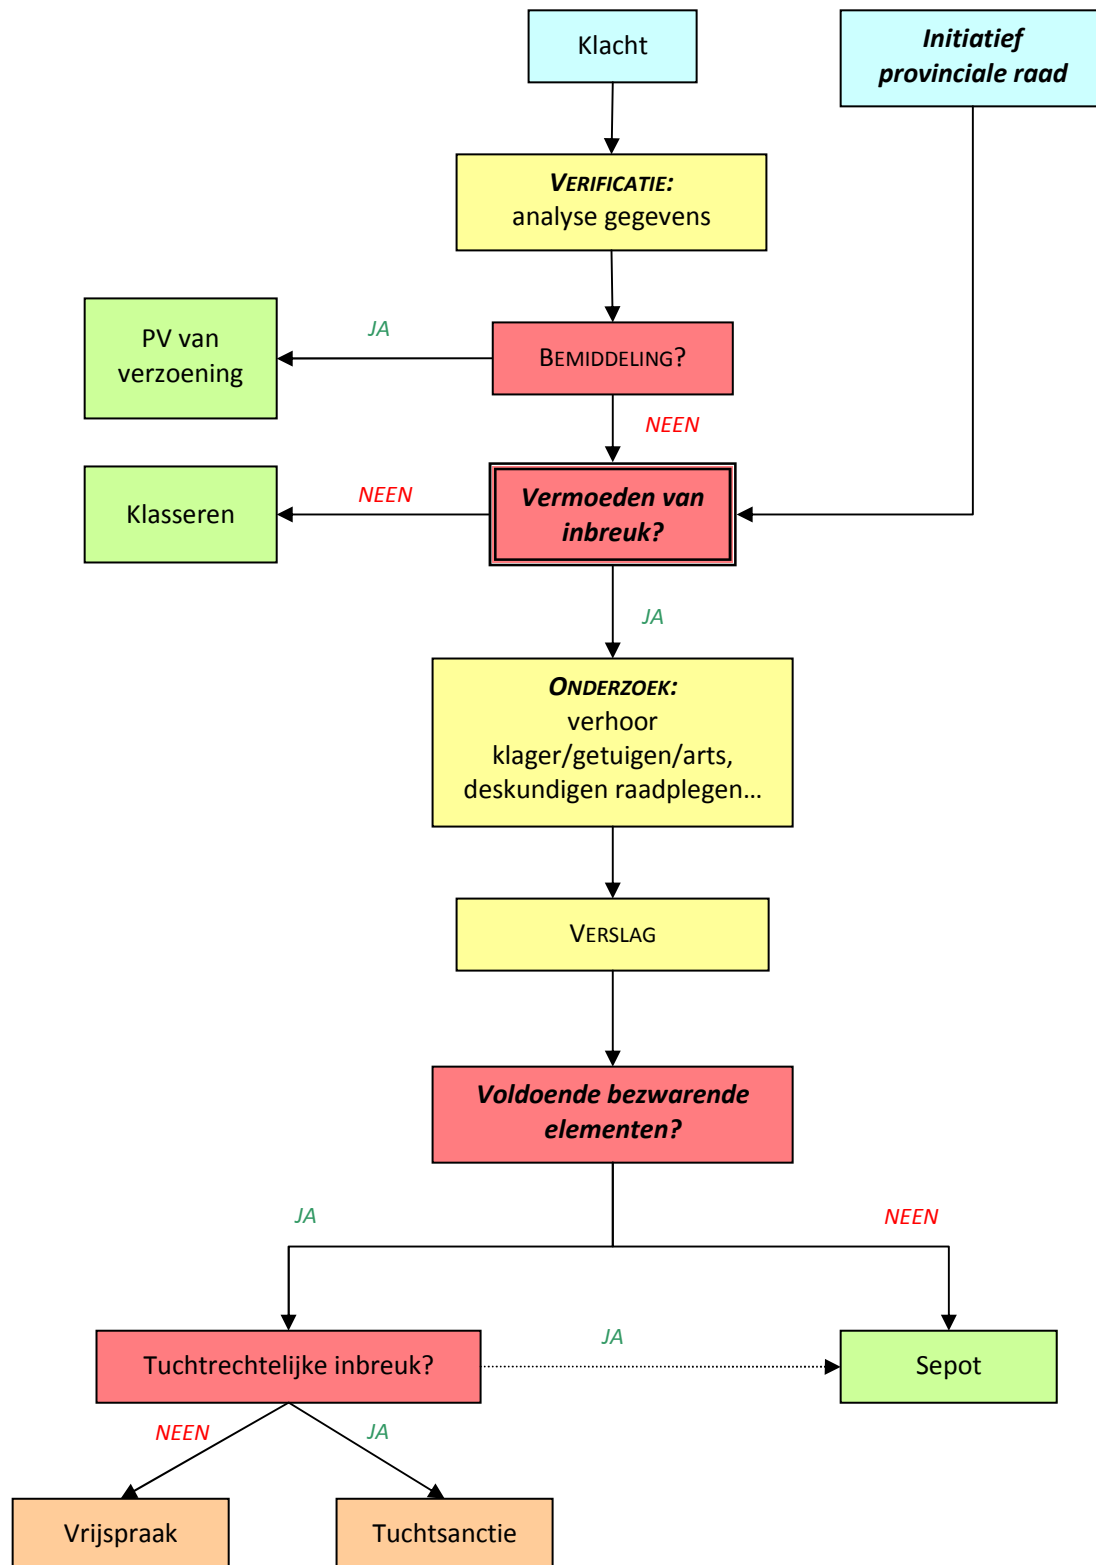 Klacht
Initiatief
provinciale raad
VERIFICATIE:
analyse gegevens
JA
PV van
verzoening
BEMIDDELING?
NEEN
NEEN
Klasseren
Vermoeden van
inbreuk?
JA
ONDERZOEK:
verhoor
klager/getuigen/arts,
deskundigen raadplegen…
VERSLAG
Voldoende bezwarende
elementen?
JA
NEEN
Tuchtrechtelijke inbreuk?
JA
Sepot
NEEN
JA
Vrijspraak
Tuchtsanctie